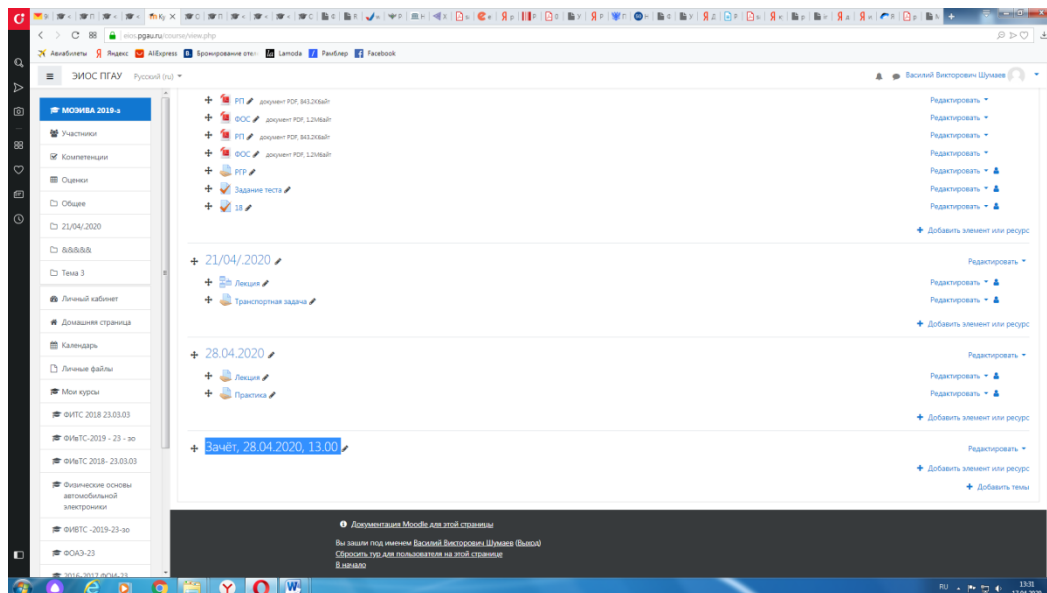 eios.pgau.ru/course/view.php
Авиабилеты Яндекс AliExpress Бронирование отел Lamoda Рамблер Facebook
ЭИОС ПГАУ Русский (ru)
Василий Викторович Шумаев
МОЭИВА 2019-з
Участники
Компетенции
Оценки
Общее
21/04/.2020
&&&&&
Тема 3
Личный кабинет
Домашняя страница
Календарь
Личные файлы
Мои курсы
ФИТС 2018 23.03.03
ФИвТС-2019 - 23 - зо
ФИвТС 2018- 23.03.03
Физические основы
автомобильной
электроники
ФИВТС -2019-23-зо
ФОАЭ-23
2016-2017 ФОИ-23
РП документ PDF, 843.2Кбайт Редактировать
ФОС документ PDF, 1.2Мбайт Редактировать
РП документ PDF, 843.2Кбайт Редактировать
ФОС документ PDF, 1.2Мбайт Редактировать
РГР Редактировать
Задание теста Редактировать
18 Редактировать
Добавить элемент или ресурс
21/04/.2020 Редактировать
Лекция Редактировать
Транспортная задача Редактировать
Добавить элемент или ресурс
28.04.2020 Редактировать
Лекция Редактировать
Практика Редактировать
Добавить элемент или ресурс
Зачёт, 28.04.2020, 13.00 Редактировать
Добавить элемент или ресурс
Добавить темы
Документация Moodle для этой страницы
Вы зашли под именем Василий Викторович Шумаев (Выход)
Сбросить тур для пользователя на этой странице
В начало
RU 13:31